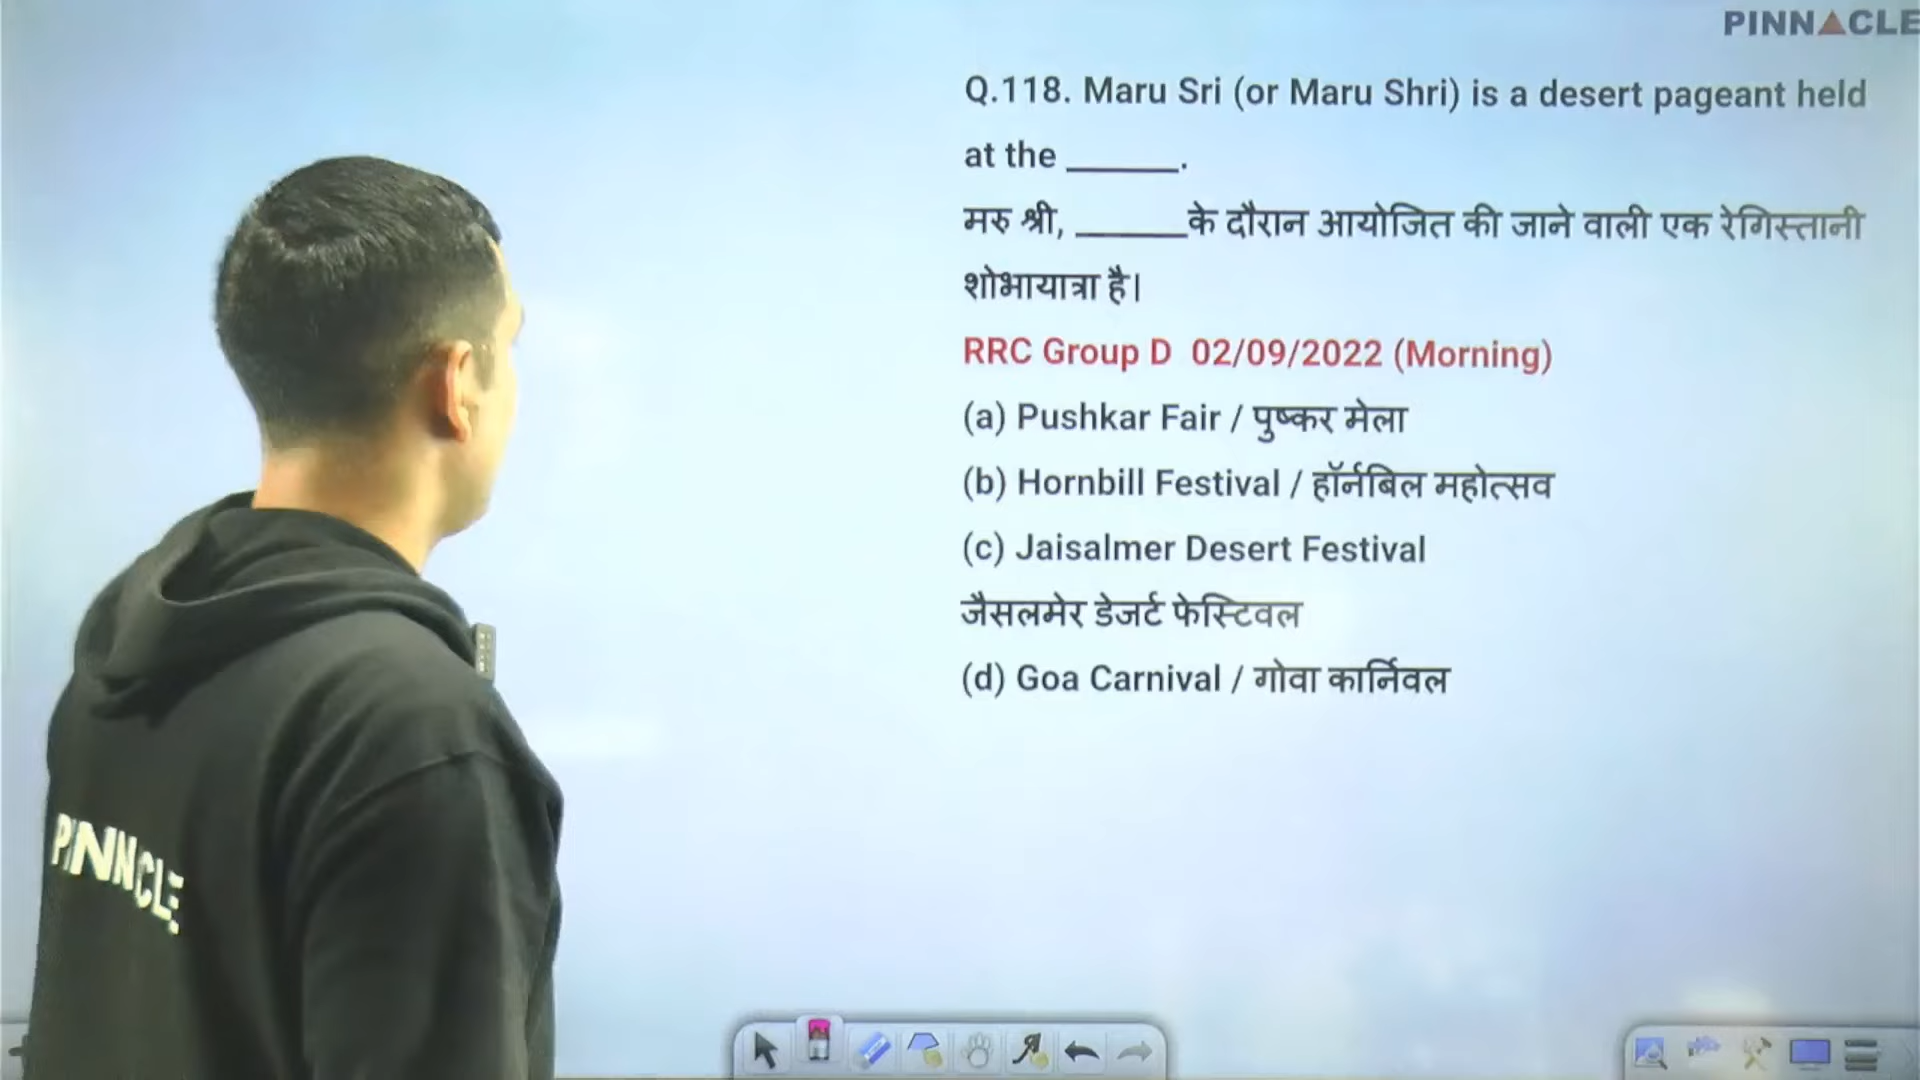 PINNACLE
Q.118. Maru Sri (or Maru Shri) is a desert pageant held
at the ______.
मरु श्री, ______के दौरान आयोजित की जाने वाली एक रेगिस्तानी
शोभायात्रा है।
RRC Group D 02/09/2022 (Morning)
(a) Pushkar Fair / पुष्कर मेला
(b) Hornbill Festival / हॉर्नबिल महोत्सव
(c) Jaisalmer Desert Festival
जैसलमेर डेजर्ट फेस्टिवल
(d) Goa Carnival / गोवा कार्निवल
PINNCLE